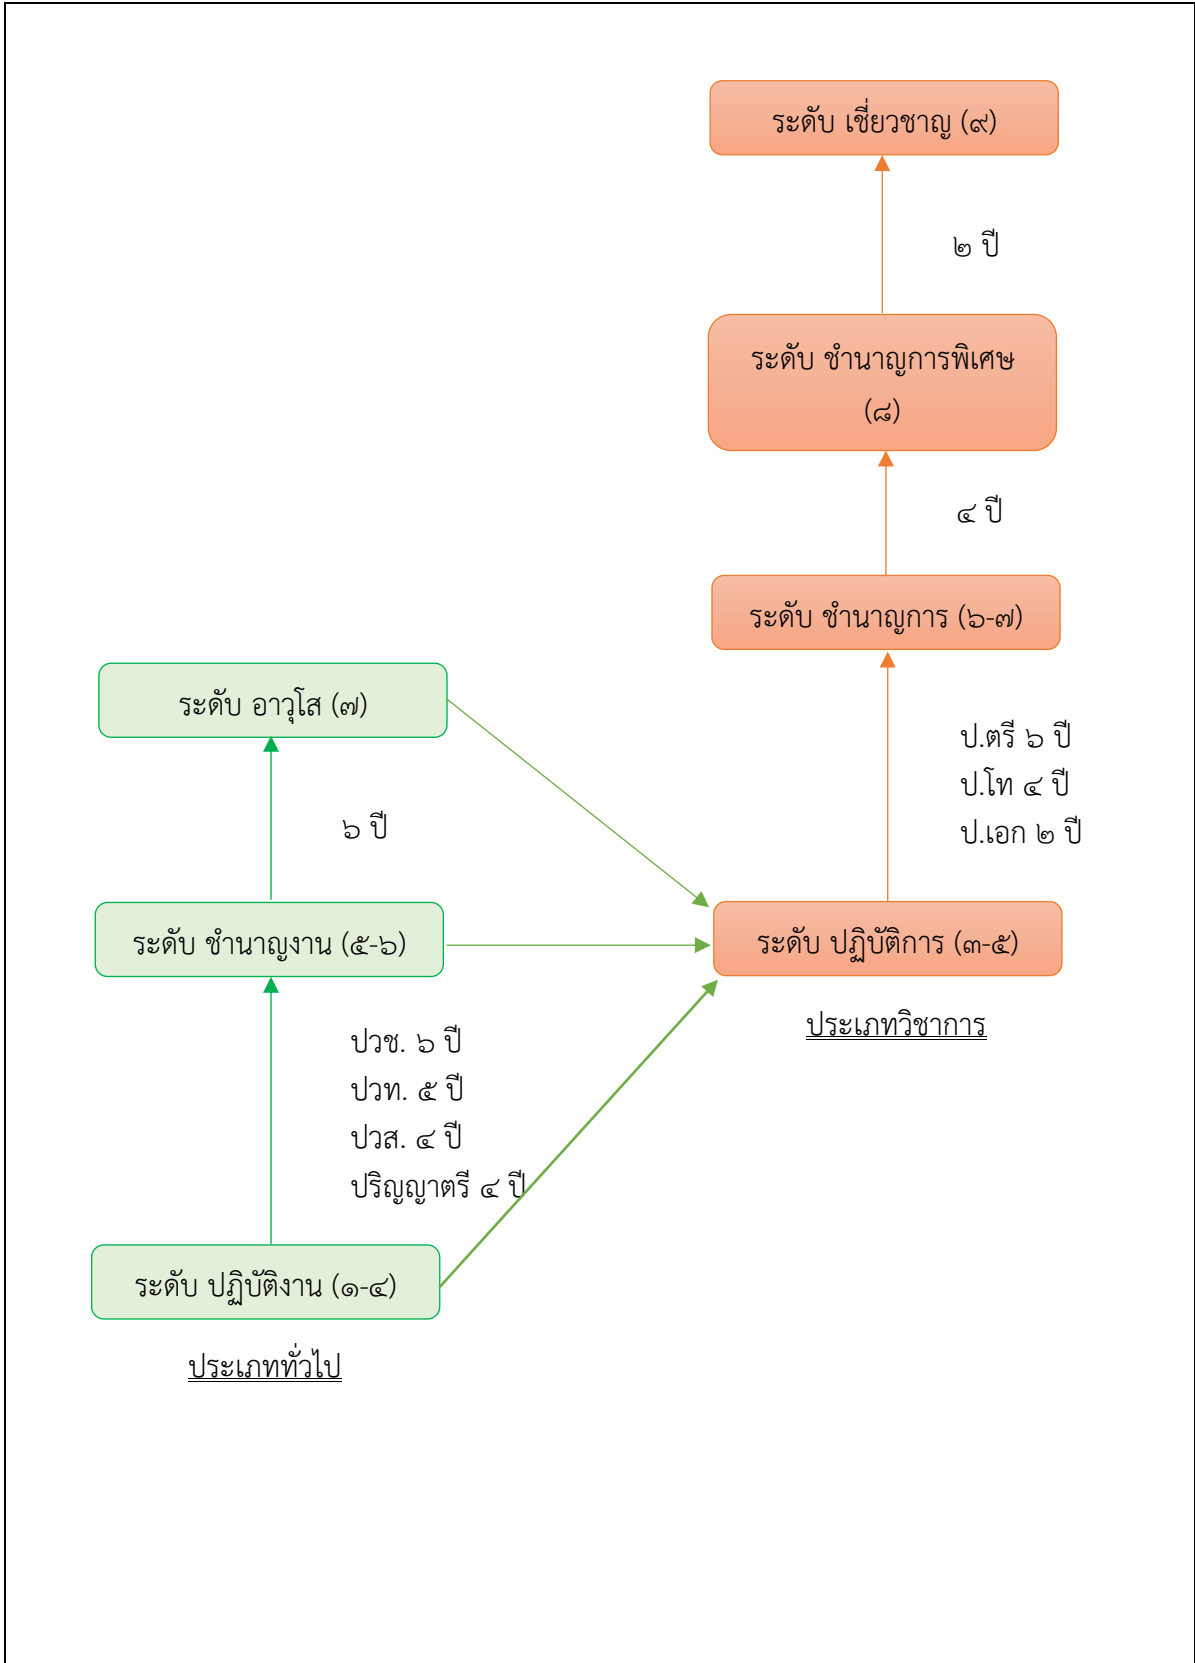 ระดับ เชี่ยวชาญ (๙)
๒ ปี
ระดับ ชำนาญการพิเศษ
(๘)
๔ ปี
ระดับ ชำนาญการ (๖-๗)
ป.ตรี ๖ ปี
ป.โท ๔ ปี
ป.เอก ๒ ปี
ระดับ ปฏิบัติการ (๓-๕)
ประเภทวิชาการ
ระดับ อาวุโส (๗)
๖ ปี
ระดับ ชำนาญงาน (๕-๖)
ปวช. ๖ ปี
ปวท. ๕ ปี
ปวส. ๔ ปี
ปริญญาตรี ๔ ปี
ระดับ ปฏิบัติงาน (๑-๔)
ประเภททั่วไป